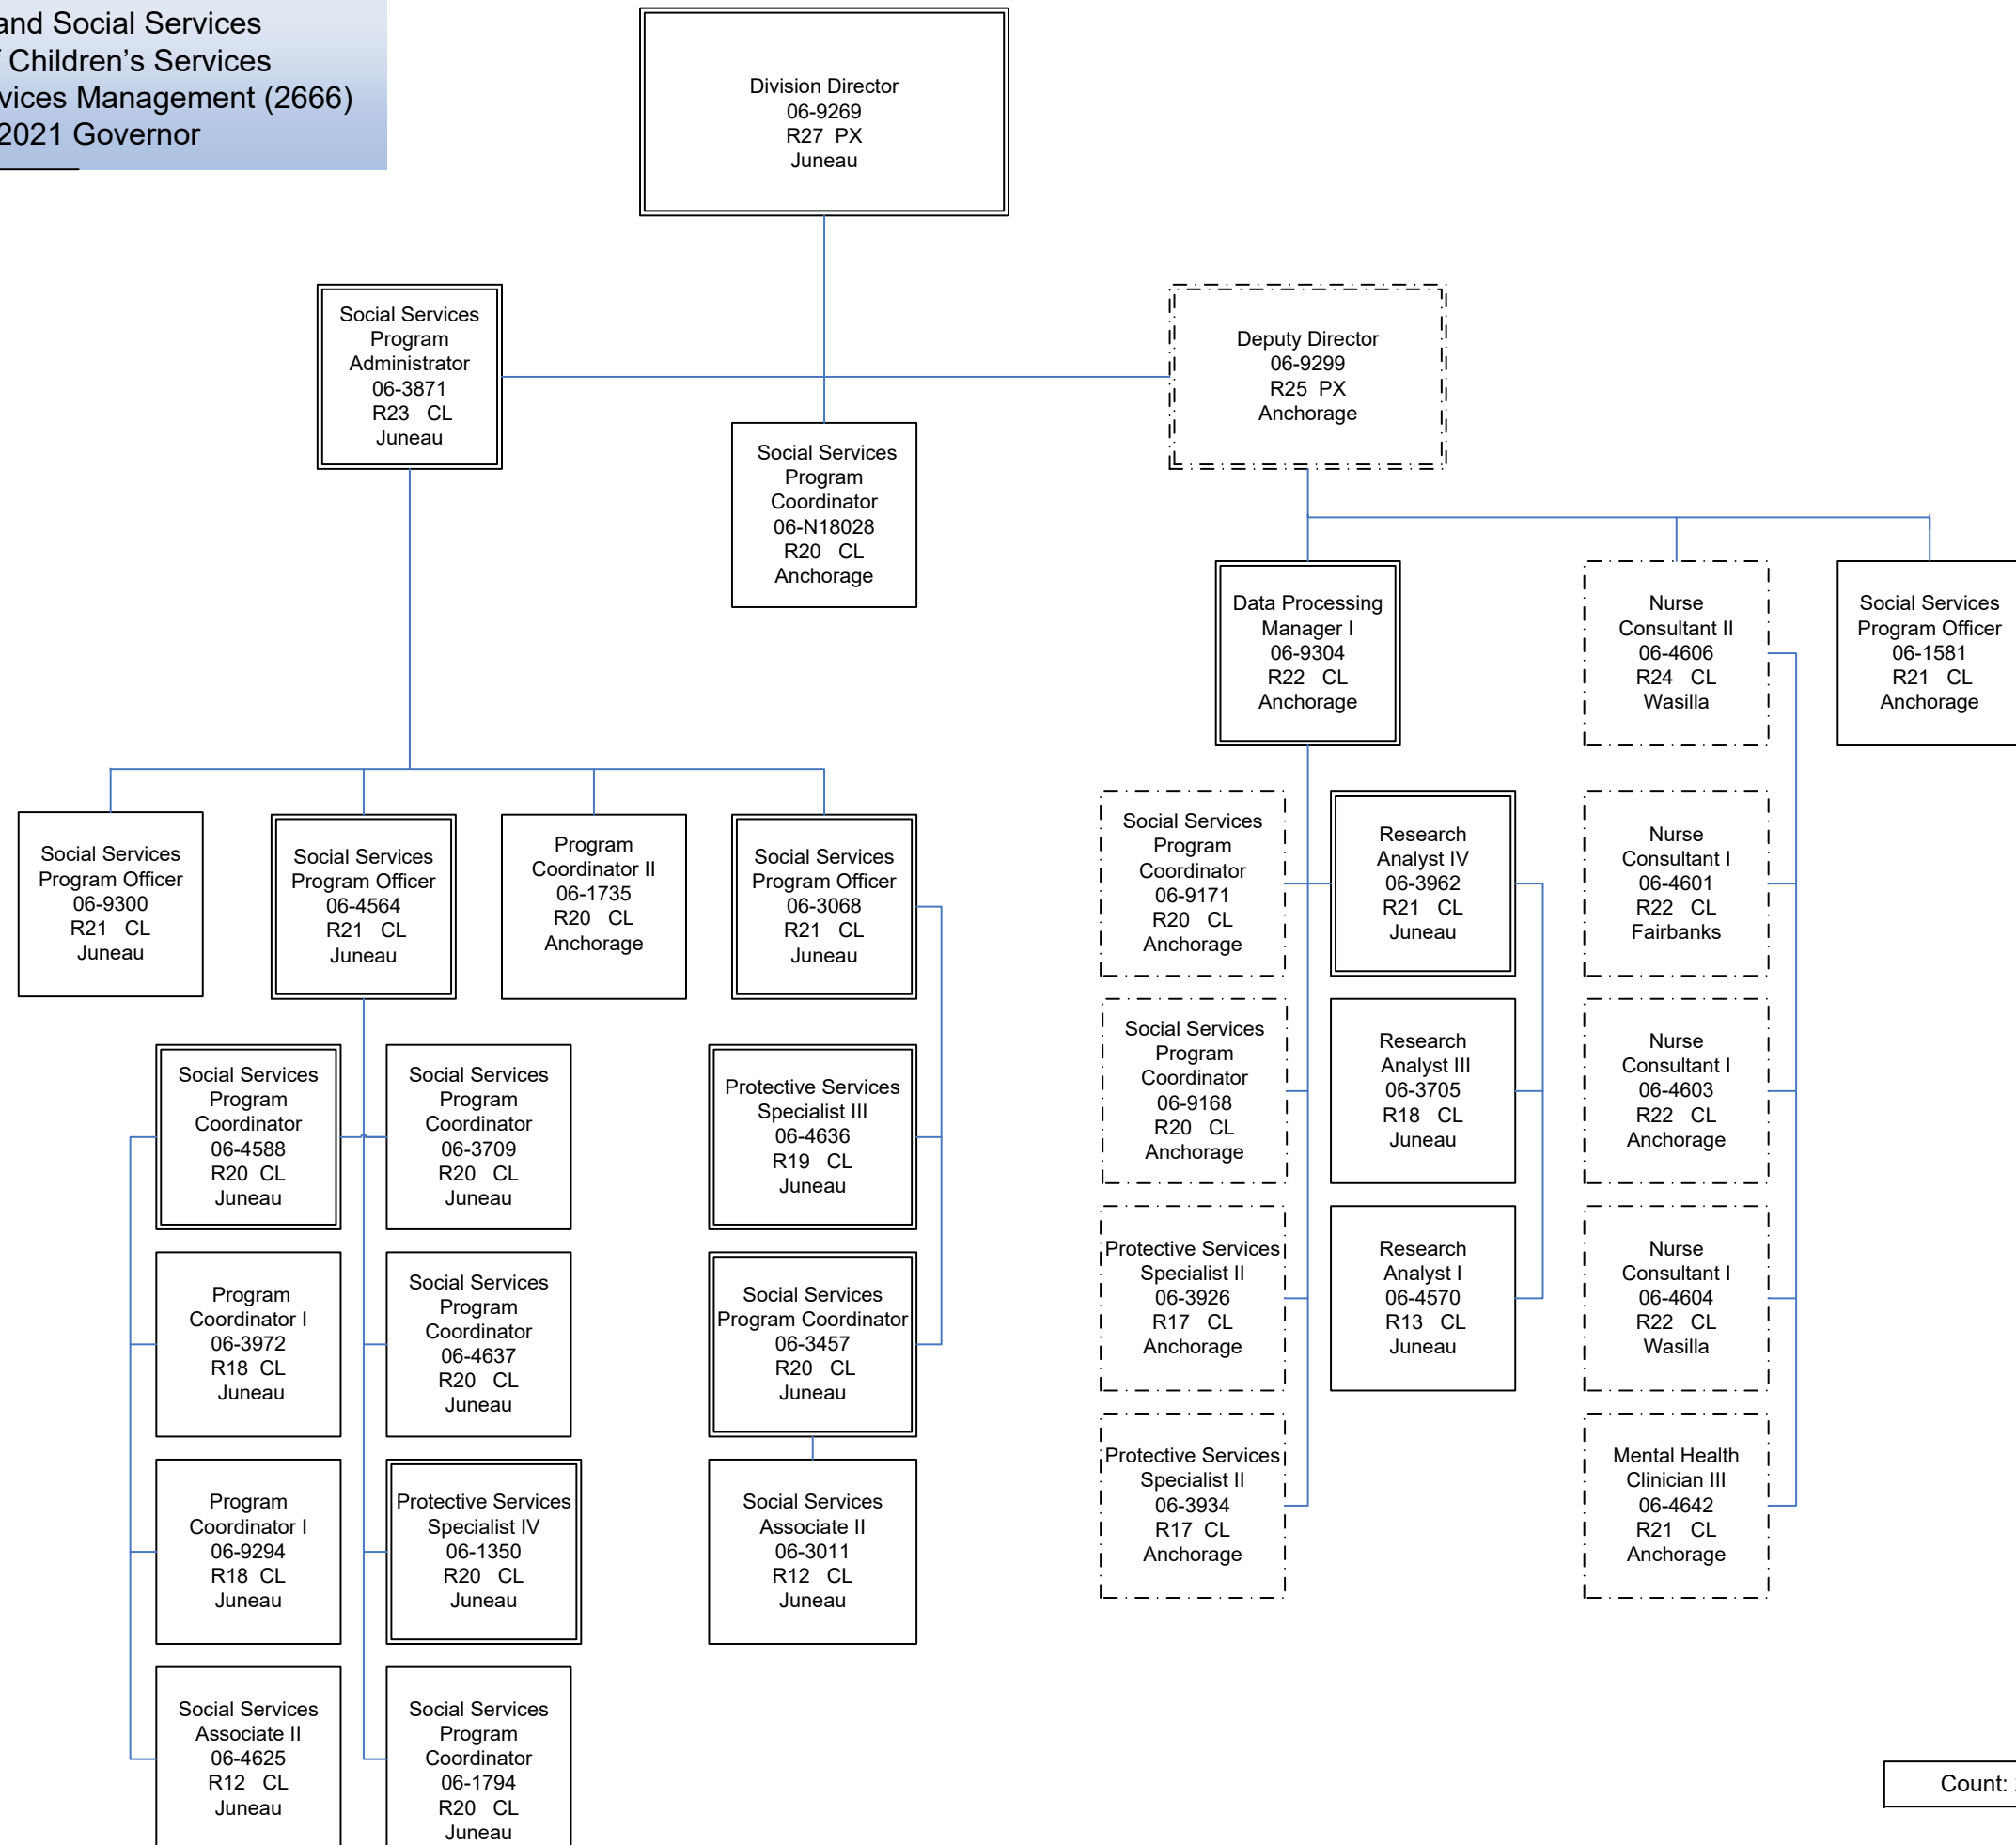 and Social Services
Children's Services
Management (2666)
2021 Governor
Division Director
06-9269
R27 PX
Juneau
Social Services
Program
Administrator
06-3871
R23 CL
Juneau
Deputy Director
06-9299
R25 PX
Anchorage
Social Services
Program
Coordinator
06-N18028
R20 CL
Anchorage
Data Processing
Manager I
06-9304
R22 CL
Anchorage
Nurse
Consultant II
06-4606
R24 CL
Wasilla
Social Services
Program Officer
06-1581
R21 CL
Anchorage
Social Services
Program Officer
06-9300
R21 CL
Juneau
Social Services
Program Officer
06-4564
R21 CL
Juneau
Program
Coordinator II
06-1735
R20 CL
Anchorage
Social Services
Program Officer
06-3068
R21 CL
Juneau
Social Services
Program
Coordinator
06-9171
R20 CL
Anchorage
Research
Analyst IV
06-3962
R21 CL
Juneau
Nurse
Consultant I
06-4601
R22 CL
Fairbanks
Social Services
Program
Coordinator
06-9168
R20 CL
Anchorage
Research
Analyst III
06-3705
R18 CL
Juneau
Nurse
Consultant I
06-4603
R22 CL
Anchorage
Social Services
Program
Coordinator
06-4588
R20 CL
Juneau
Social Services
Program
Coordinator
06-3709
R20 CL
Juneau
Protective Services
Specialist III
06-4636
R19 CL
Juneau
Protective Services
Specialist II
06-3926
R17 CL
Anchorage
Research
Analyst I
06-4570
R13 CL
Juneau
Nurse
Consultant I
06-4604
R22 CL
Wasilla
Program
Coordinator I
06-3972
R18 CL
Juneau
Social Services
Program
Coordinator
06-4637
R20 CL
Juneau
Social Services
Program Coordinator
06-3457
R20 CL
Juneau
Protective Services
Specialist II
06-3934
R17 CL
Anchorage
Mental Health
Clinician III
06-4642
R21 CL
Anchorage
Program
Coordinator I
06-9294
R18 CL
Juneau
Protective Services
Specialist IV
06-1350
R20 CL
Juneau
Social Services
Associate II
06-3011
R12 CL
Juneau
Social Services
Associate II
06-4625
R12 CL
Juneau
Social Services
Program
Coordinator
06-1794
R20 CL
Juneau
Count: